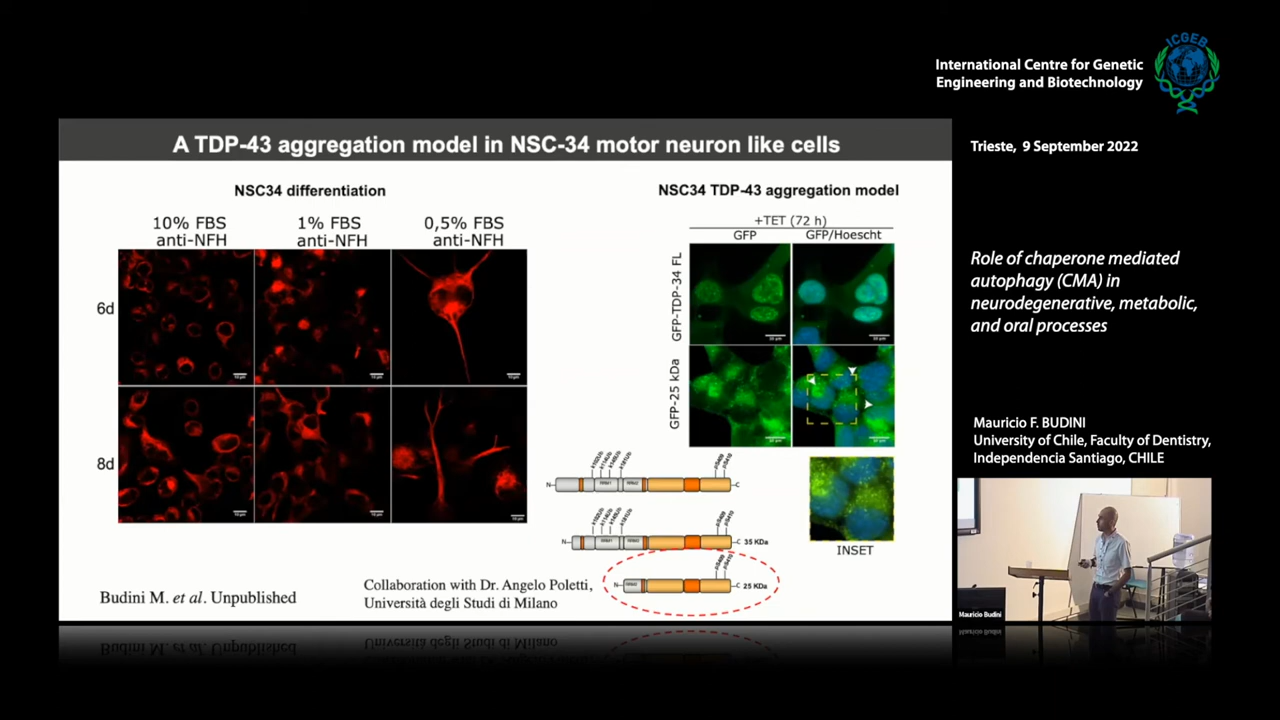 ICGEB
International Centre for Genetic
Engineering and Biotechnology
Trieste, 9 September 2022
Role of chaperone mediated
autophagy (CMA) in
neurodegenerative, metabolic,
and oral processes
Mauricio F. BUDINI
University of Chile, Faculty of Dentistry,
Independencia Santiago, CHILE
Mauricio Budini
A TDP-43 aggregation model in NSC-34 motor neuron like cells
NSC34 differentiation
10% FBS
anti-NFH
1% FBS
anti-NFH
0,5% FBS
anti-NFH
6d
8d
NSC34 TDP-43 aggregation model
+TET (72 h)
GFP
GFP/Hoescht
GFP-TDP-34 FL
GFP-25 kDa
INSET
N-
RRM1
RRM2
-C
N-
-C 35 KDa
N-
-C 25 KDa
Budini M. et al. Unpublished
Collaboration with Dr. Angelo Poletti,
Università degli Studi di Milano